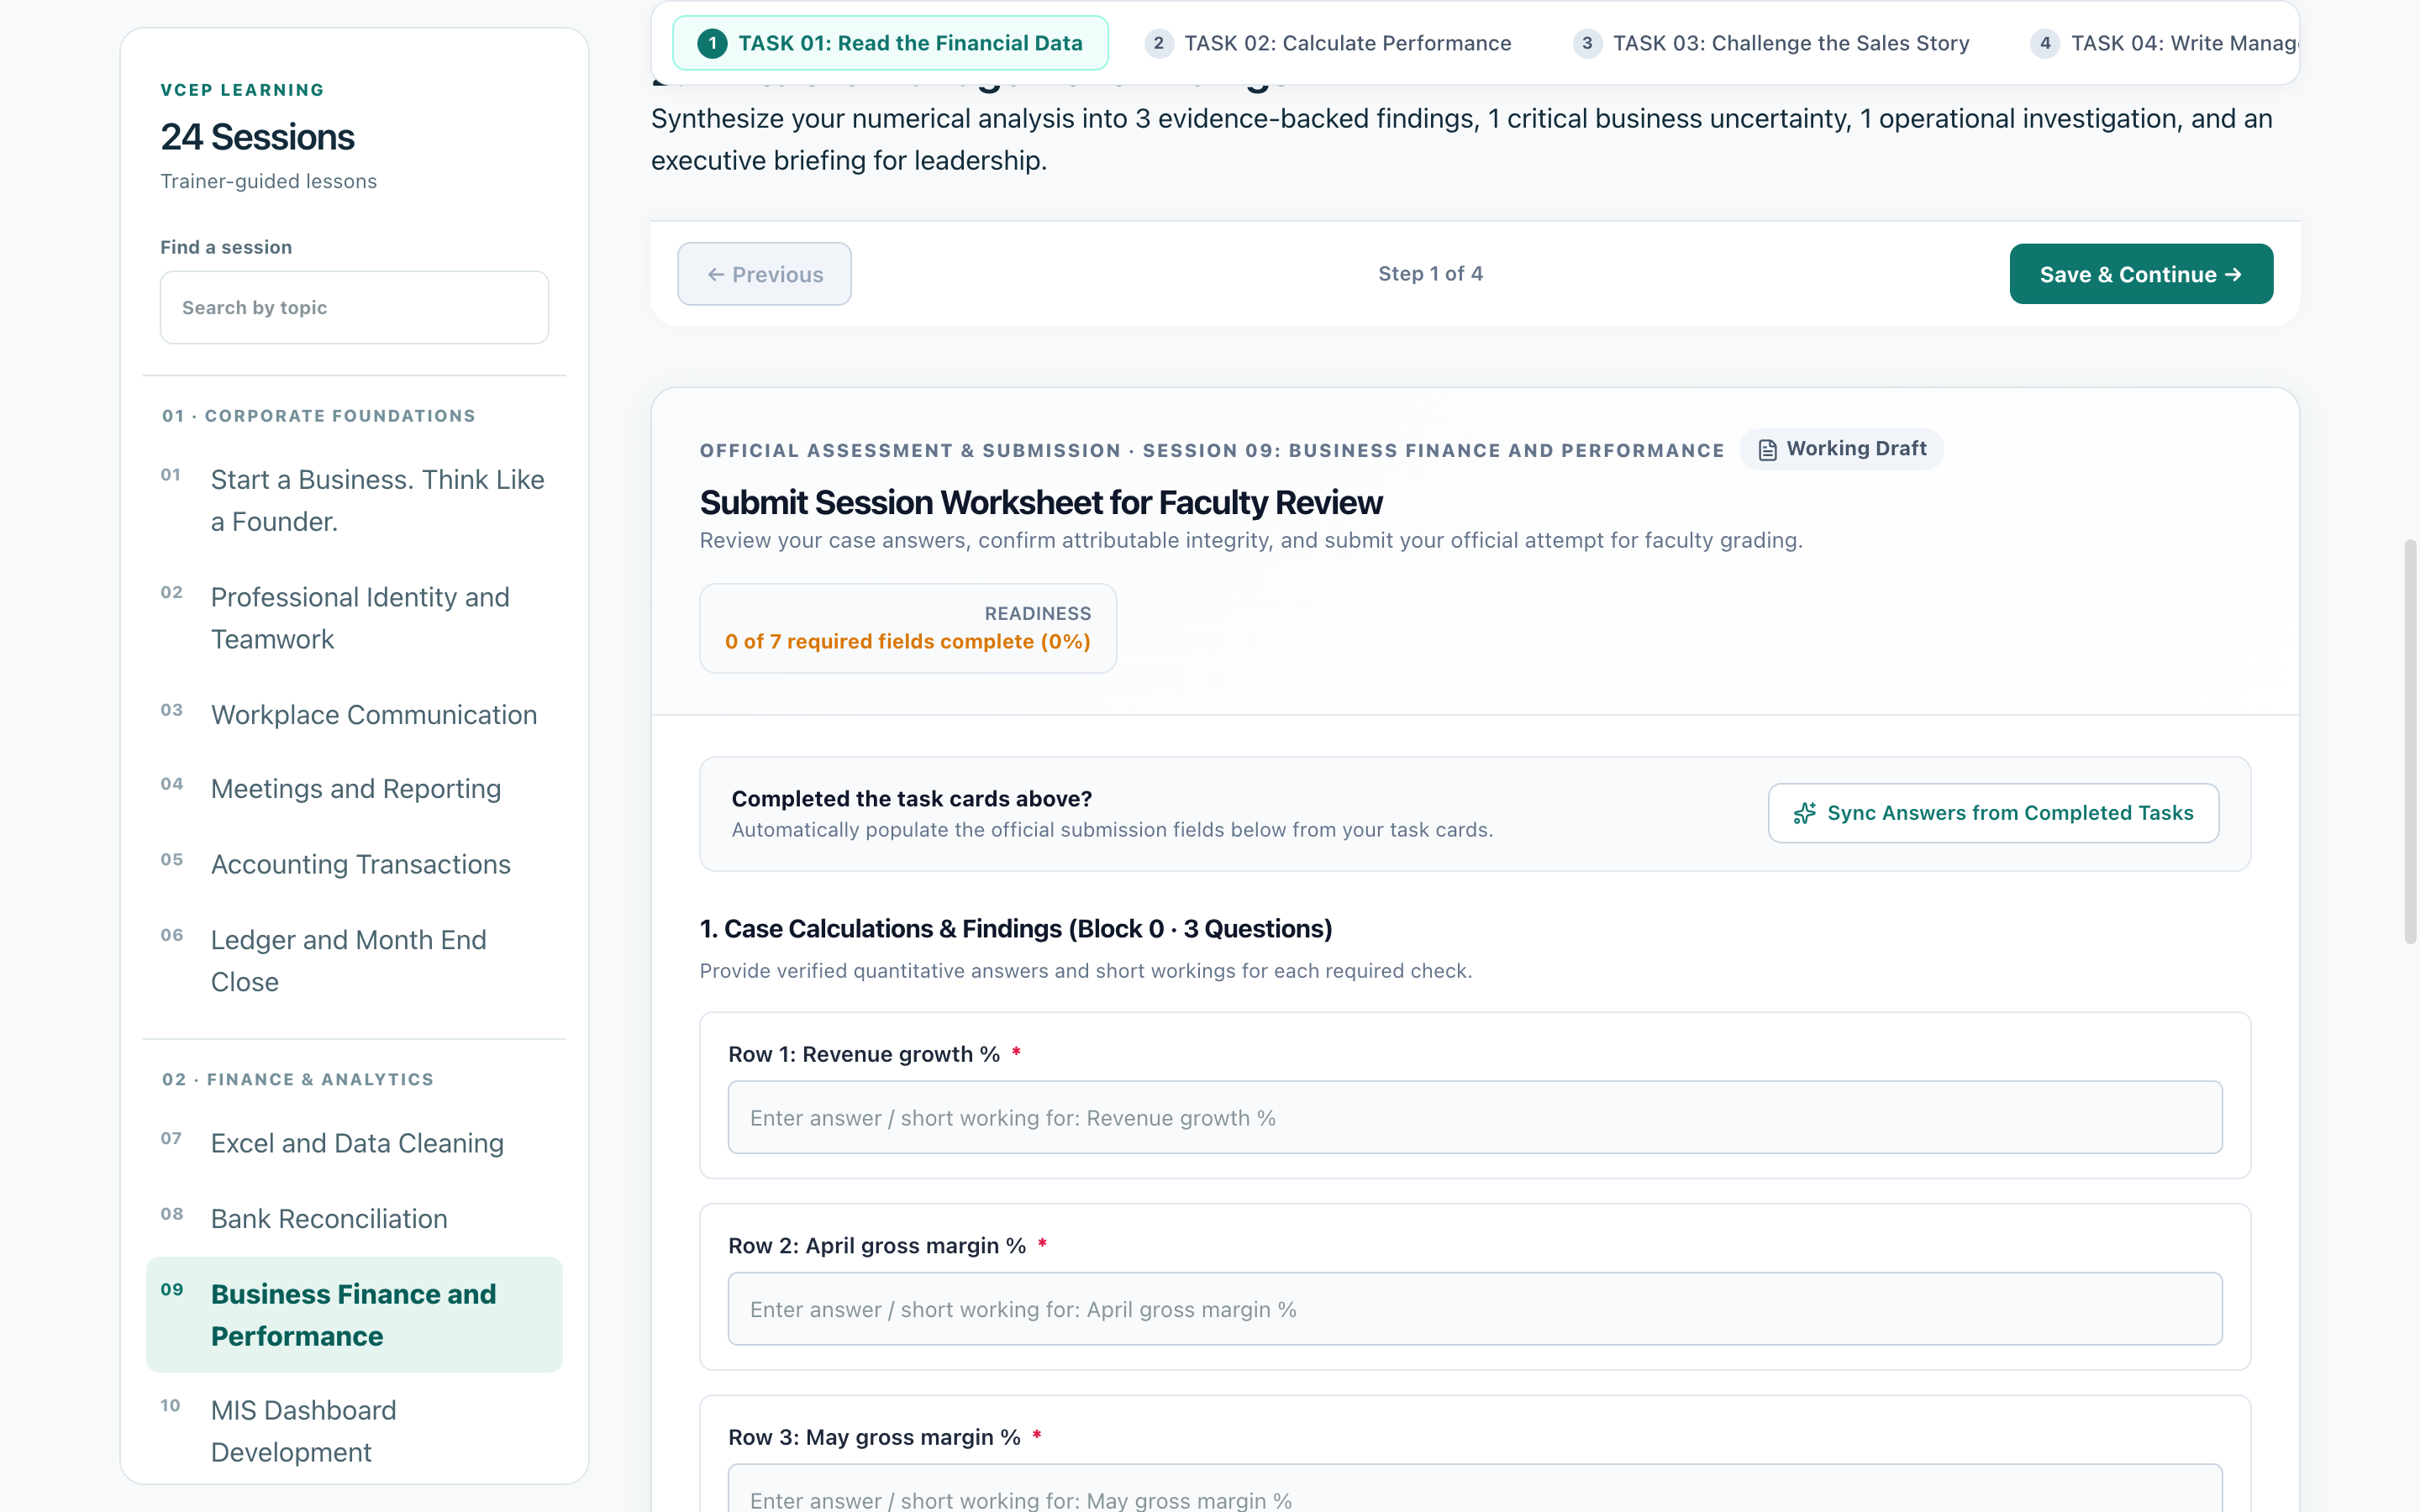 VCEP LEARNING
24 Sessions
Trainer-guided lessons
Find a session
Search by topic
01 · CORPORATE FOUNDATIONS
01 Start a Business. Think Like
a Founder.
02 Professional Identity and
Teamwork
03 Workplace Communication
04 Meetings and Reporting
05 Accounting Transactions
06 Ledger and Month End
Close
02 · FINANCE & ANALYTICS
07 Excel and Data Cleaning
08 Bank Reconciliation
09 Business Finance and
Performance
10 MIS Dashboard
Development
1 TASK 01: Read the Financial Data
2 TASK 02: Calculate Performance
3 TASK 03: Challenge the Sales Story
4 TASK 04: Write Manag
Synthesize your numerical analysis into 3 evidence-backed findings, 1 critical business uncertainty, 1 operational investigation, and an
executive briefing for leadership.
← Previous
Step 1 of 4
Save & Continue →
OFFICIAL ASSESSMENT & SUBMISSION · SESSION 09: BUSINESS FINANCE AND PERFORMANCE
Working Draft
Submit Session Worksheet for Faculty Review
Review your case answers, confirm attributable integrity, and submit your official attempt for faculty grading.
READINESS
0 of 7 required fields complete (0%)
Completed the task cards above?
Automatically populate the official submission fields below from your task cards.
Sync Answers from Completed Tasks
1. Case Calculations & Findings (Block 0 · 3 Questions)
Provide verified quantitative answers and short workings for each required check.
Row 1: Revenue growth % *
Enter answer / short working for: Revenue growth %
Row 2: April gross margin % *
Enter answer / short working for: April gross margin %
Row 3: May gross margin % *
Enter answer / short working for: May gross margin %